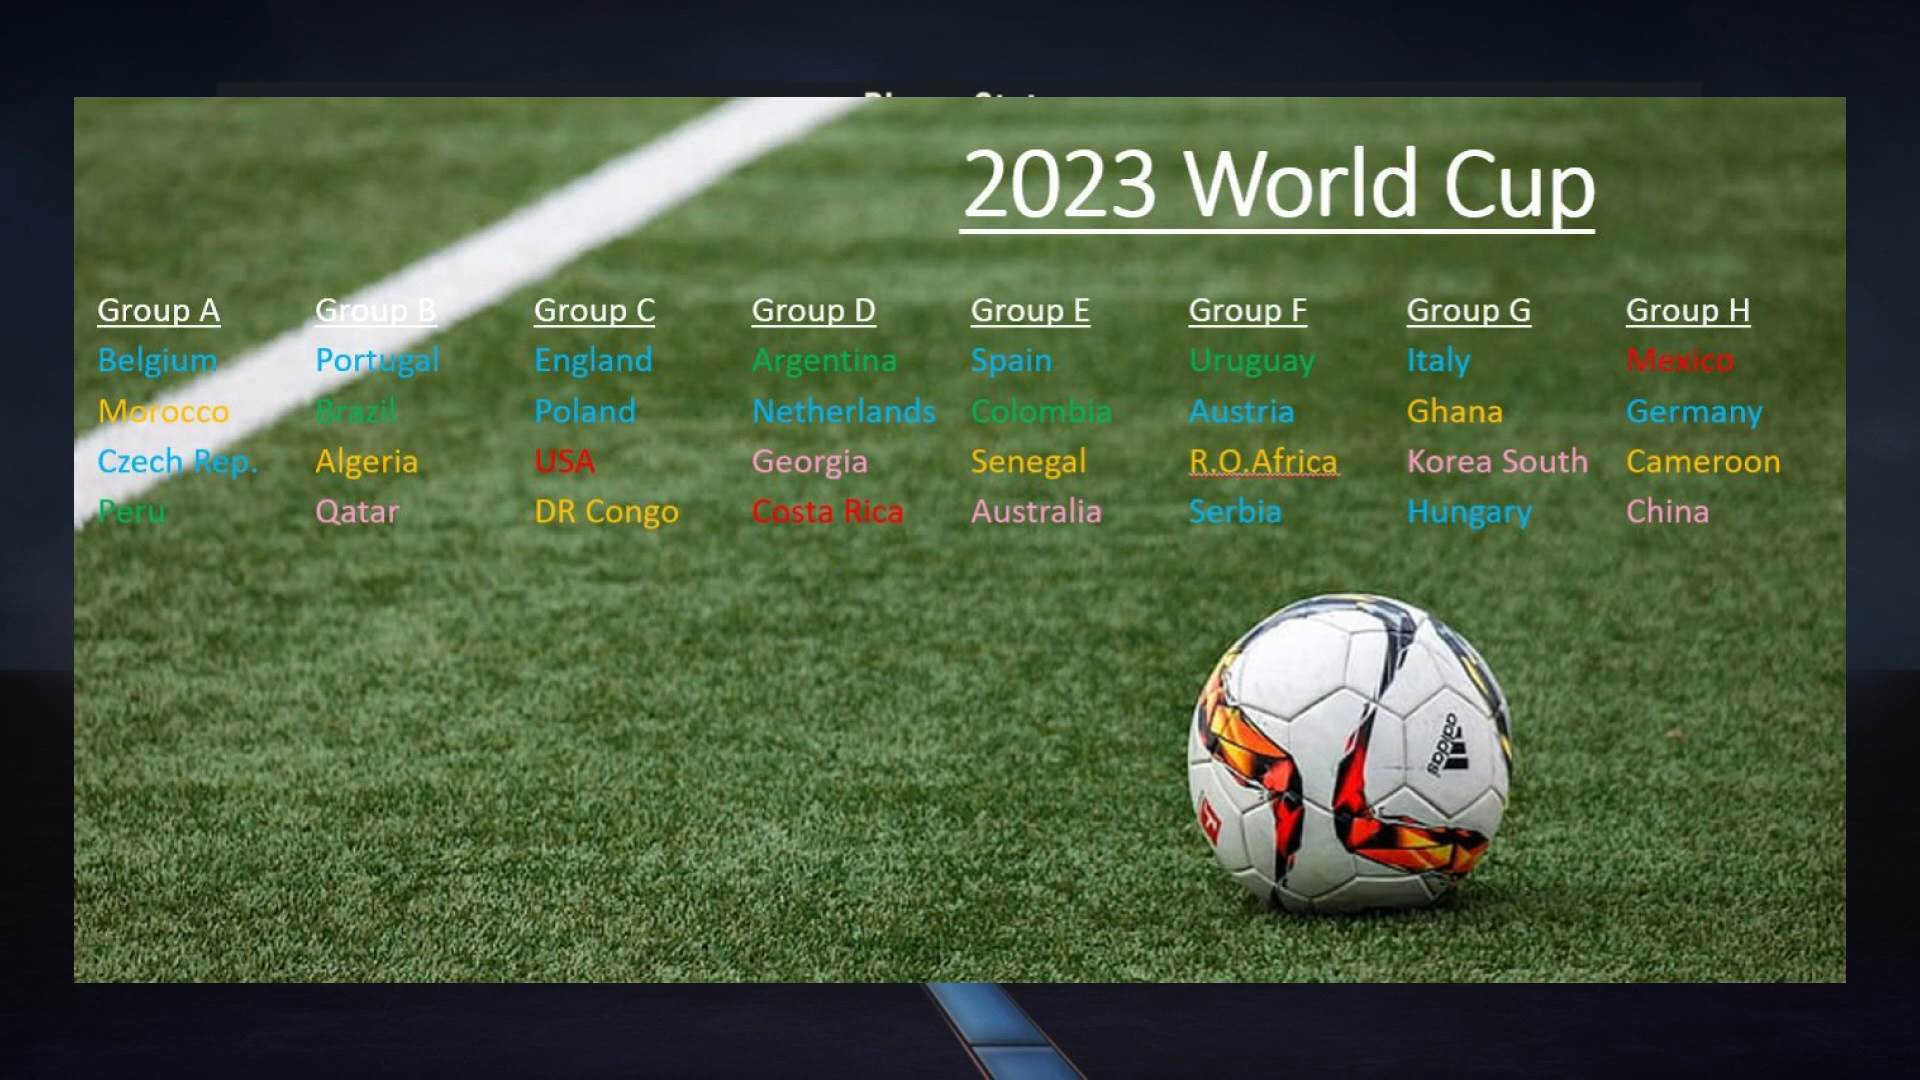 2023 World Cup
Group A Group B Group C Group D Group E Group F Group G Group H
Belgium Portugal England Argentina Spain Uruguay Italy Mexico
Morocco Brazil Poland Netherlands Colombia Austria Ghana Germany
Czech Rep. Algeria USA Georgia Senegal R.O.Africa Korea South Cameroon
Peru Qatar DR Congo Costa Rica Australia Serbia Hungary China
adidas